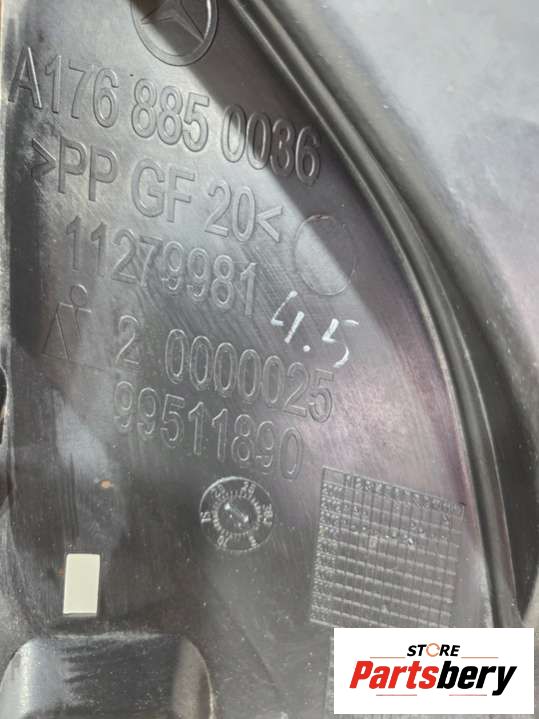 A176 885 0036
>PP GF 20<
11279981
4.5
2 0000025
99511890
STORE
Partsbery